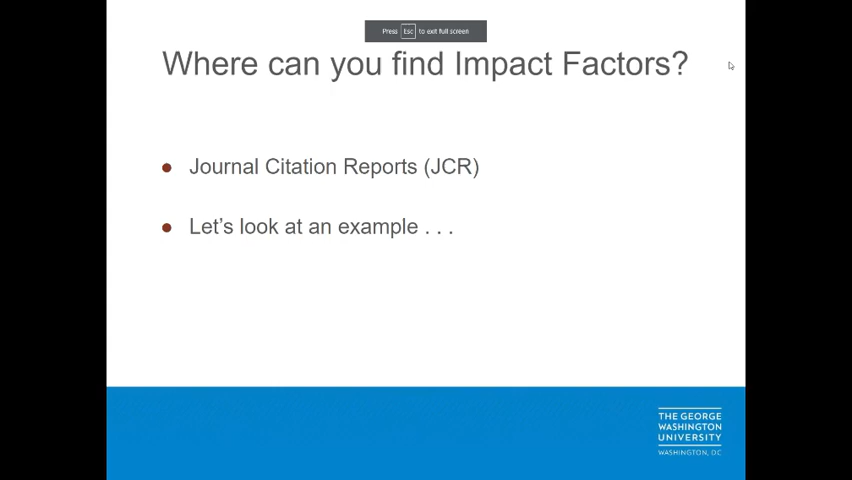 Press Esc to exit full screen
Where can you find Impact Factors?
● Journal Citation Reports (JCR)
● Let's look at an example . . .
THE GEORGE
WASHINGTON
UNIVERSITY
WASHINGTON, DC